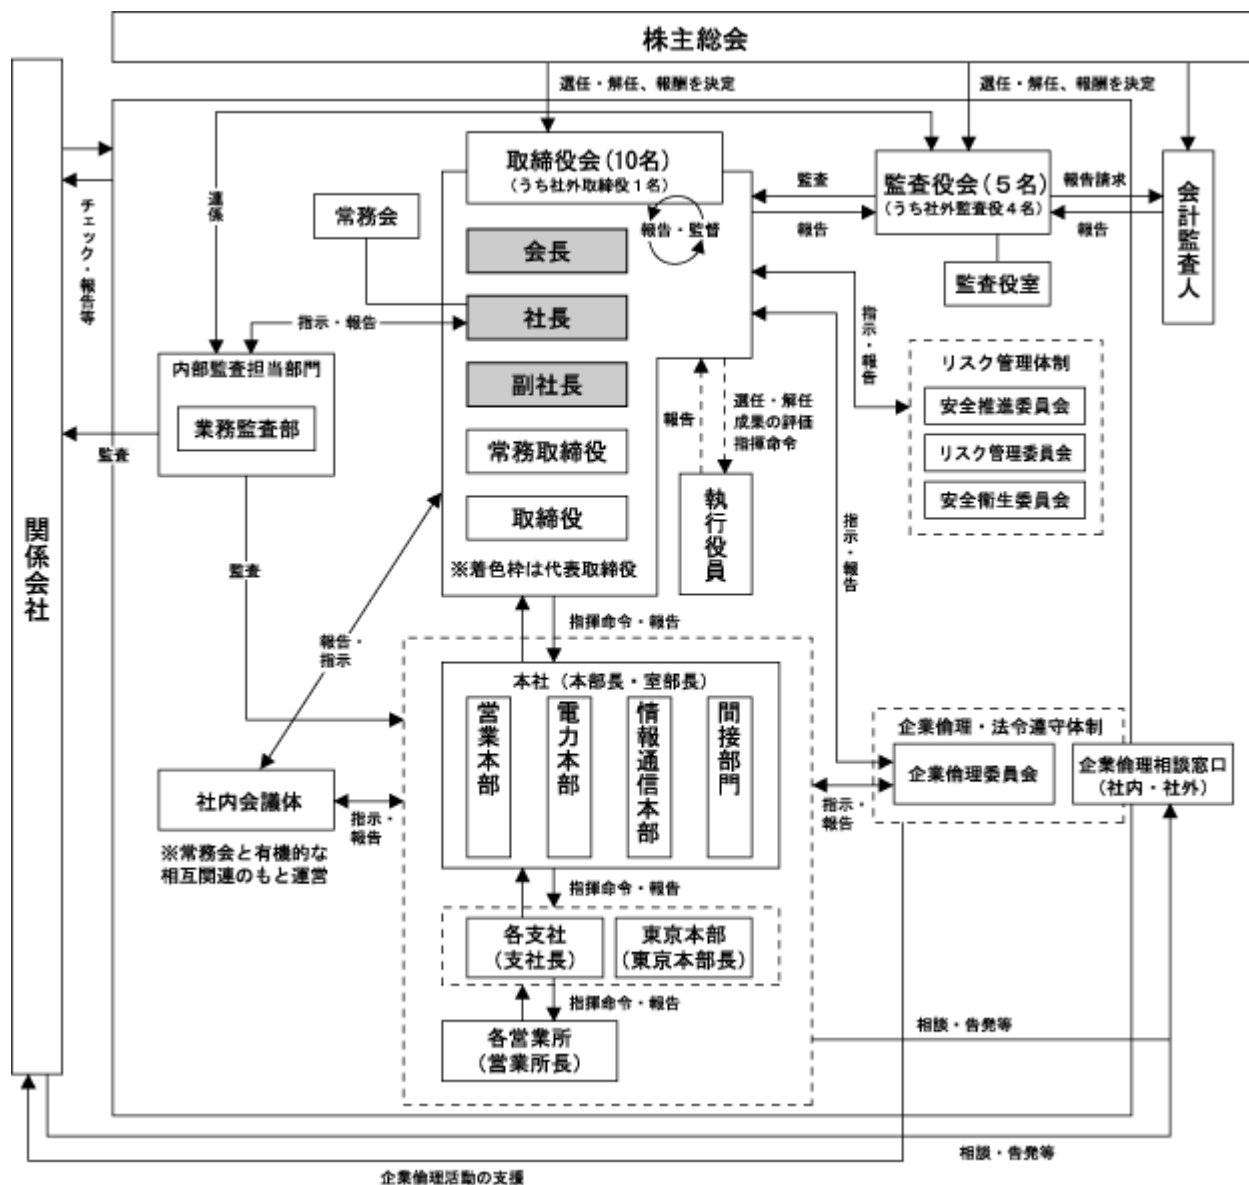 株主総会
選任・解任、報酬を決定
選任・解任、報酬を決定
取締役会（10名）
（うち社外取締役１名）
監査役会（５名）
（うち社外監査役４名）
監査
報告
報告請求
報告
会計監査人
連係
チェック・報告等
常務会
報告・監督
会長
監査役室
社長
指示・報告
指示・報告
内部監査担当部門
業務監査部
監査
リスク管理体制
安全推進委員会
リスク管理委員会
安全衛生委員会
副社長
報告
選任・解任
成果の評価
指揮命令
常務取締役
取締役
執行役員
※着色枠は代表取締役
関係会社
監査
指示・報告
報告・
指示
指揮命令・報告
本社（本部長・室部長）
営業本部
電力本部
情報通信本部
間接部門
企業倫理・法令遵守体制
企業倫理委員会
企業倫理相談窓口
（社内・社外）
社内会議体
指示・
報告
指示・
報告
※常務会と有機的な
相互関連のもと運営
指揮命令・報告
各支社
（支社長）
東京本部
（東京本部長）
指揮命令・報告
各営業所
（営業所長）
相談・告発等
相談・告発等
企業倫理活動の支援